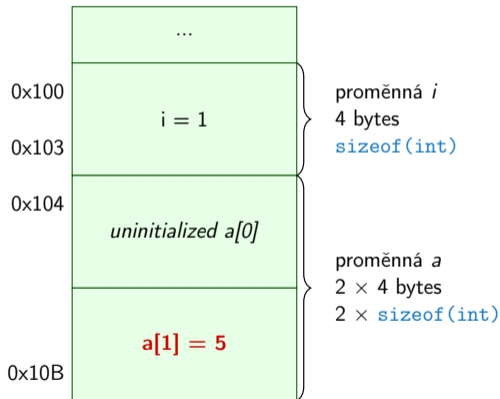 ...
0x100
i = 1
0x103
proměnná i
4 bytes
sizeof(int)
0x104
uninitialized a[0]
proměnná a
2 × 4 bytes
2 × sizeof(int)
a[1] = 5
0x10B